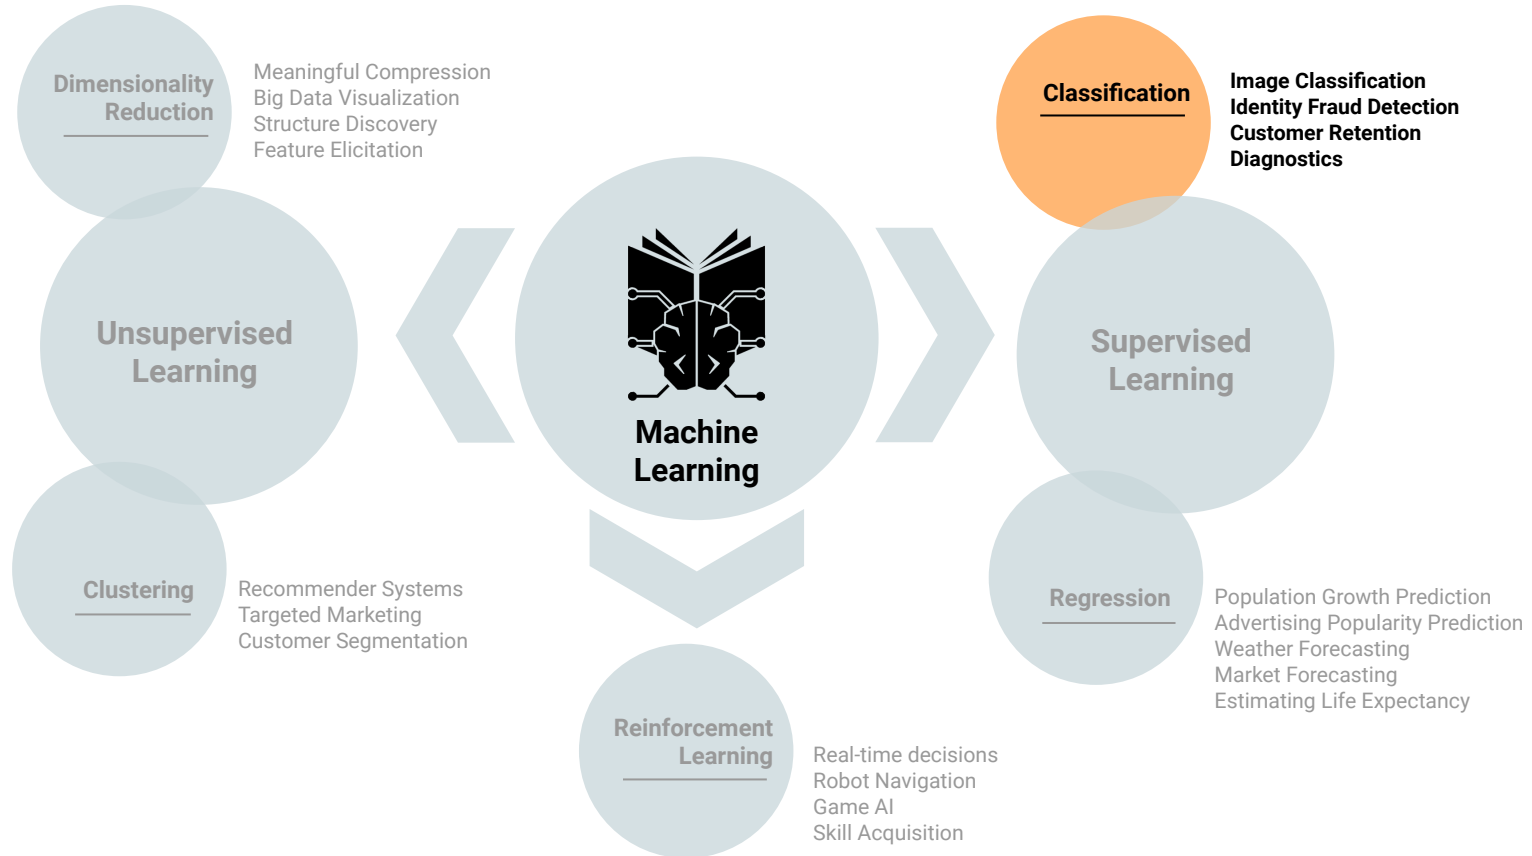 Dimensionality
Reduction
Meaningful Compression
Big Data Visualization
Structure Discovery
Feature Elicitation
Classification
Image Classification
Identity Fraud Detection
Customer Retention
Diagnostics
Unsupervised
Learning
Machine
Learning
Supervised
Learning
Clustering
Recommender Systems
Targeted Marketing
Customer Segmentation
Regression
Population Growth Prediction
Advertising Popularity Prediction
Weather Forecasting
Market Forecasting
Estimating Life Expectancy
Reinforcement
Learning
Real-time decisions
Robot Navigation
Game AI
Skill Acquisition